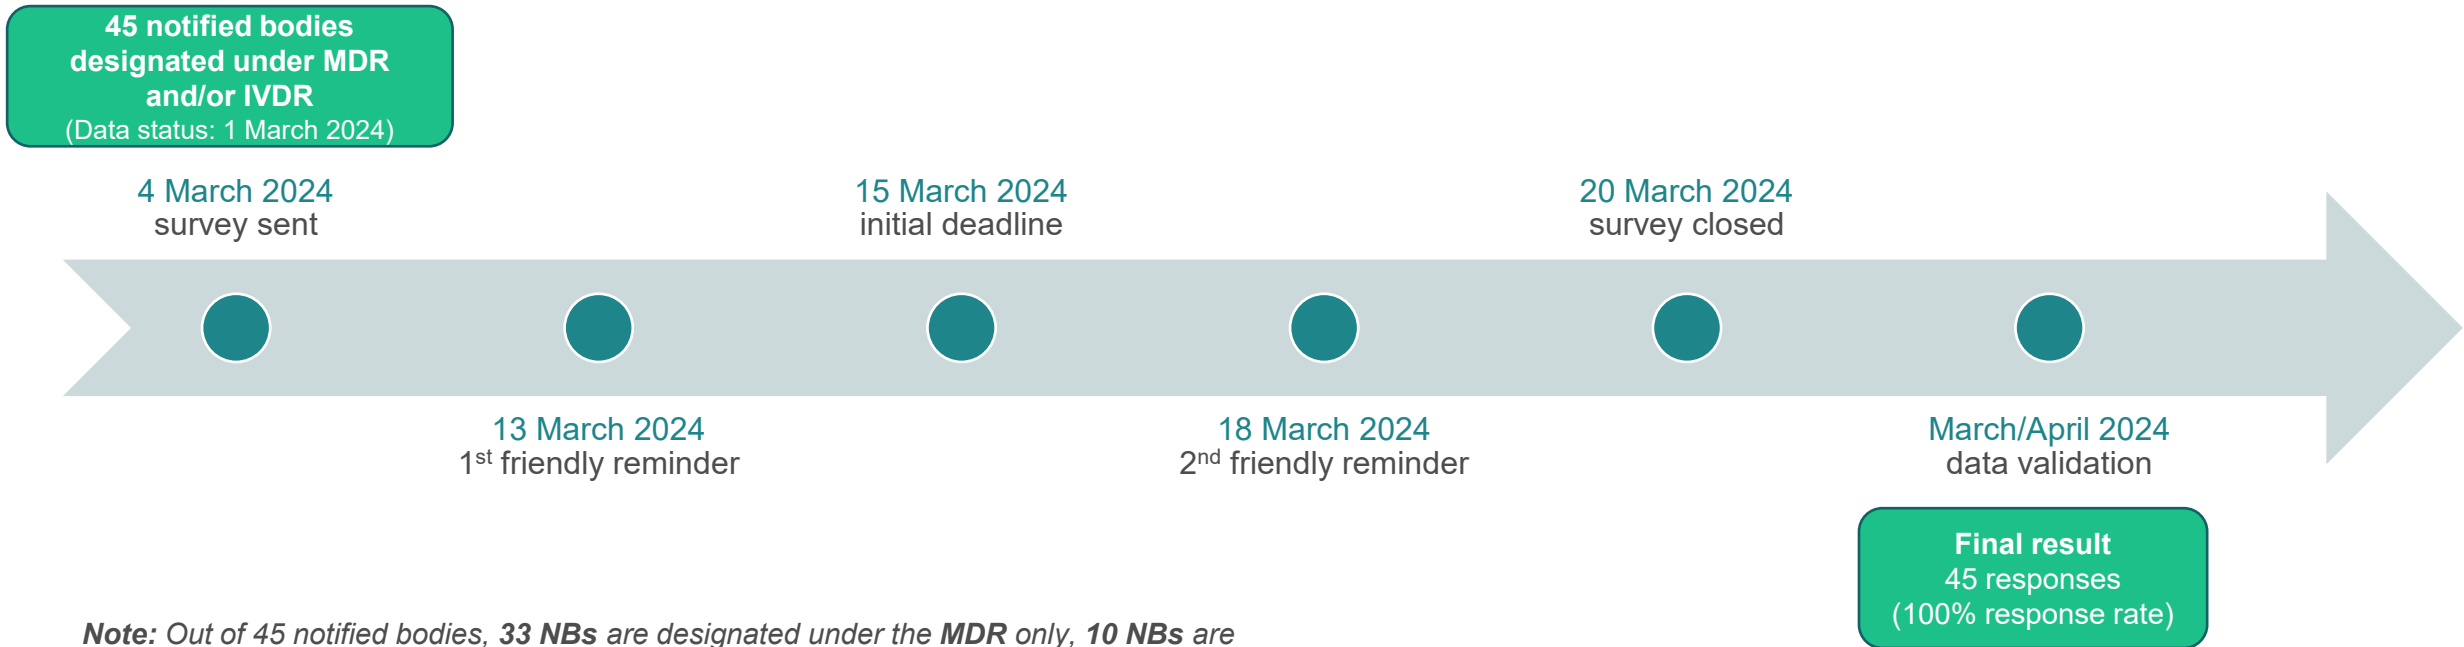 45 notified bodies
designated under MDR
and/or IVDR
(Data status: 1 March 2024)
4 March 2024
survey sent
15 March 2024
initial deadline
20 March 2024
survey closed
13 March 2024
1st friendly reminder
18 March 2024
2nd friendly reminder
March/April 2024
data validation
Final result
45 responses
(100% response rate)
Note: Out of 45 notified bodies, 33 NBs are designated under the MDR only, 10 NBs are